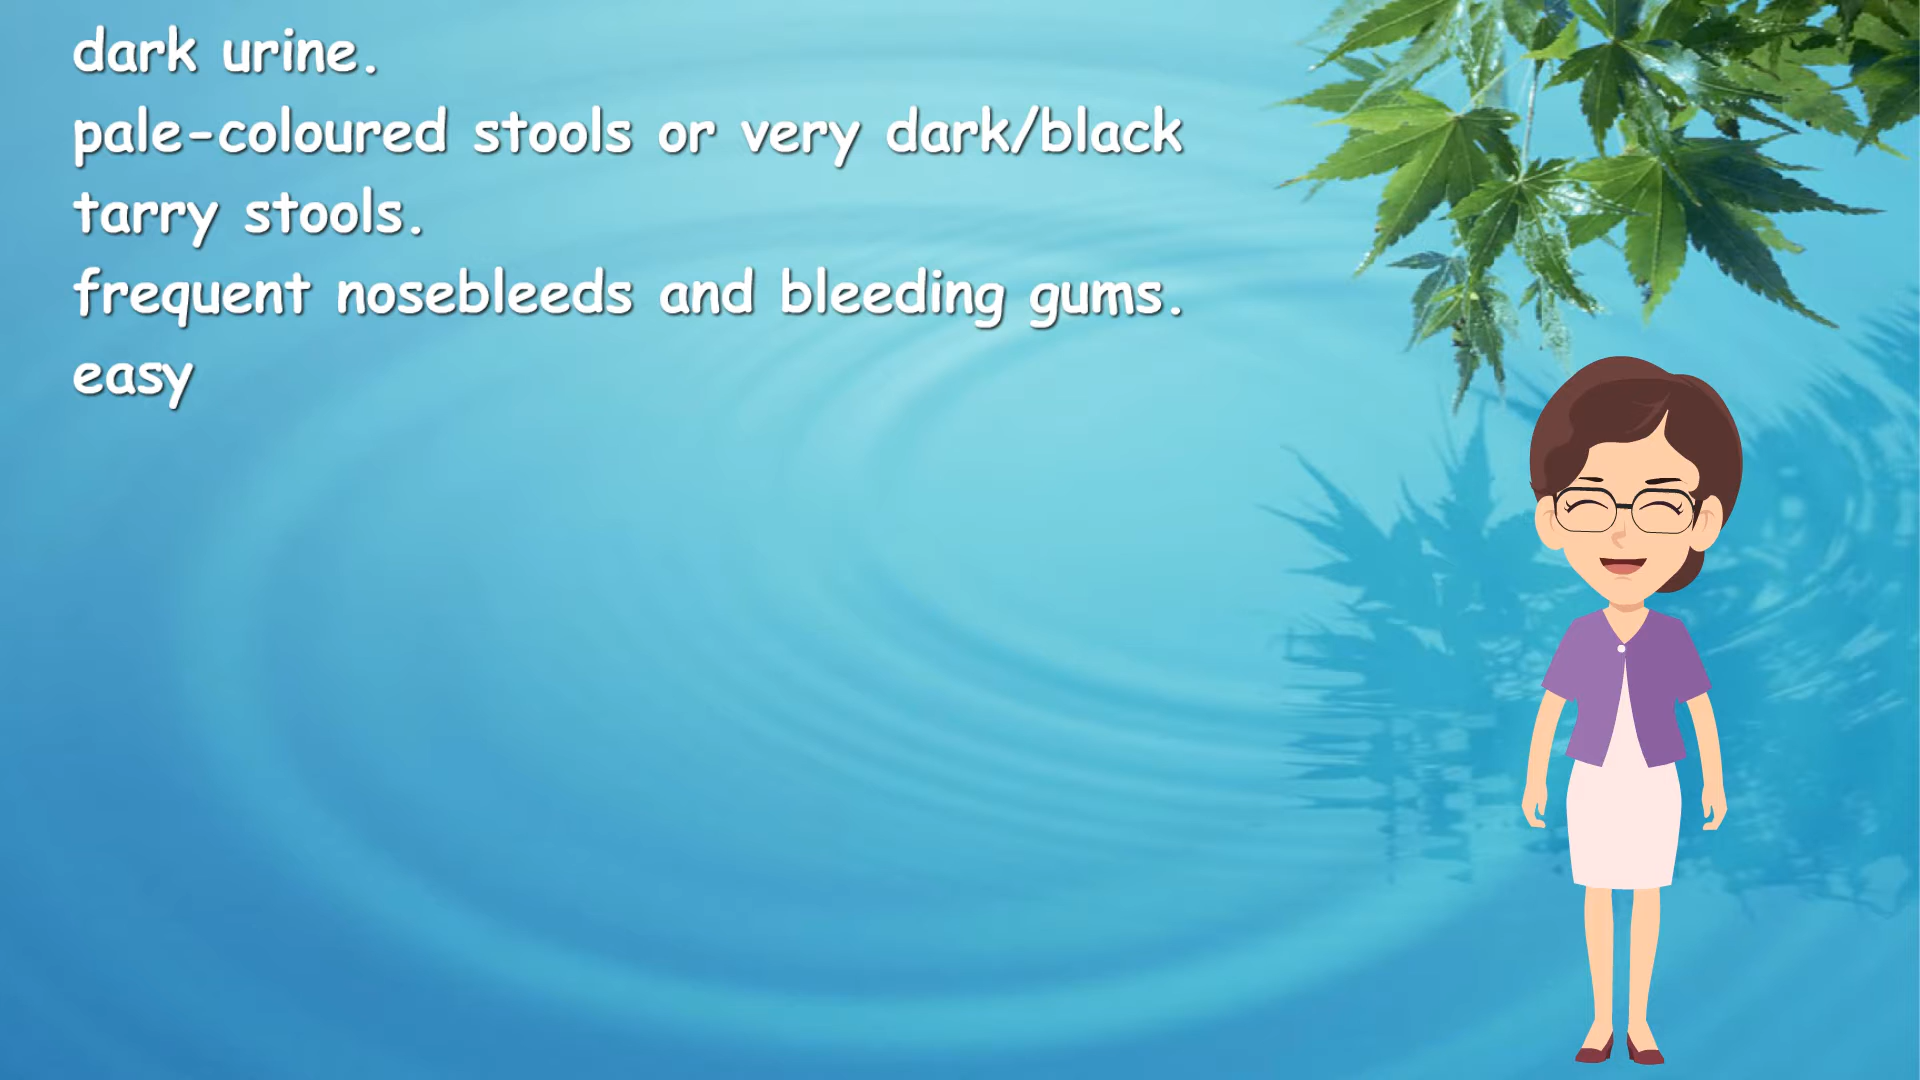 dark urine.
pale-coloured stools or very dark/black
tarry stools.
frequent nosebleeds and bleeding gums.
easy